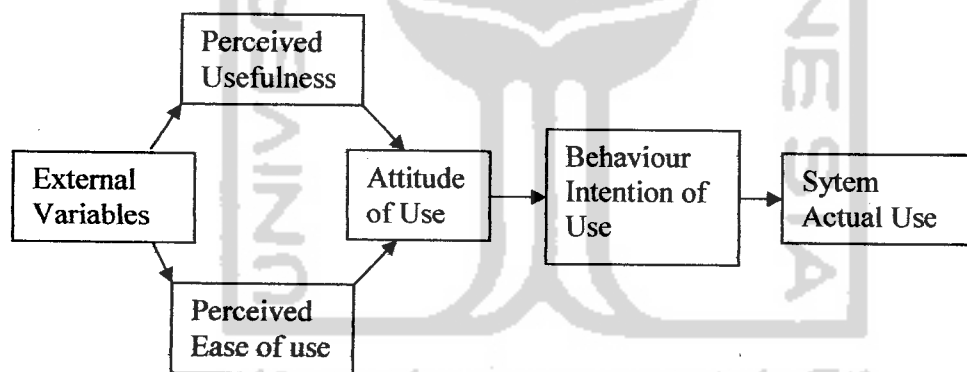 Perceived
Usefulness
External
Variables
Attitude
of Use
Behaviour
Intention of
Use
Sytem
Actual Use
Perceived
Ease of use